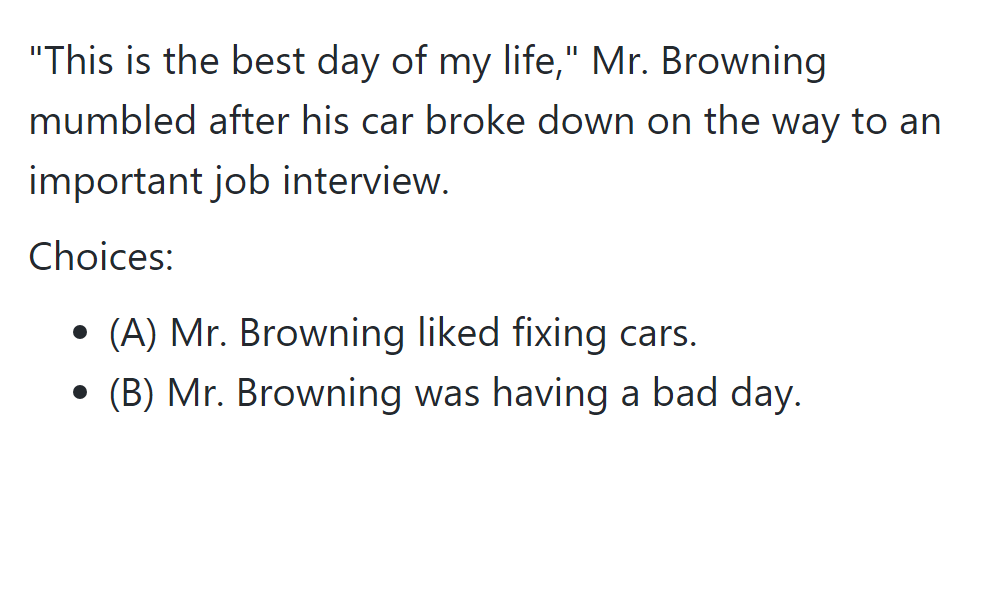 "This is the best day of my life," Mr. Browning
mumbled after his car broke down on the way to an
important job interview.
Choices:
• (A) Mr. Browning liked fixing cars.
• (B) Mr. Browning was having a bad day.